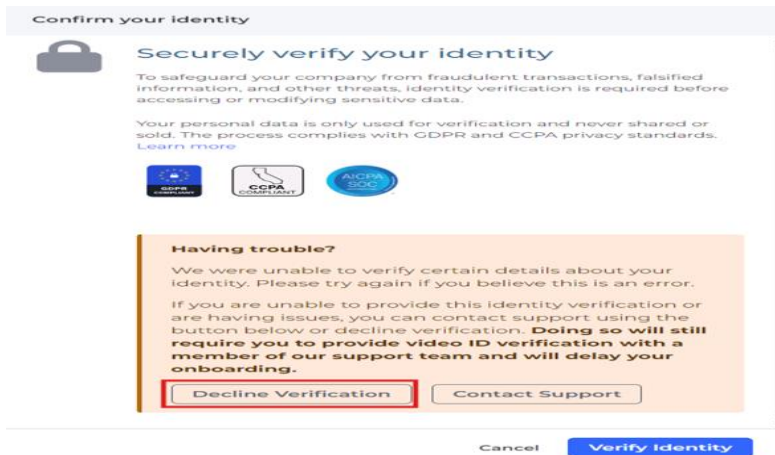 Confirm your identity
Securely verify your identity
To safeguard your company from fraudulent transactions, falsified
information, and other threats, identity verification is required before
accessing or modifying sensitive data.
Your personal data is only used for verification and never shared or
sold. The process complies with GDPR and CCPA privacy standards.
Learn more
GDPR
COMPLIANT
CCPA
COMPLIANT
AICPA
SOC
Having trouble?
We were unable to verify certain details about your
identity. Please try again if you believe this is an error.
If you are unable to provide this identity verification or
are having issues, you can contact support using the
button below or decline verification. Doing so will still
require you to provide video ID verification with a
member of our support team and will delay your
onboarding.
Decline Verification
Contact Support
Cancel
Verify Identity